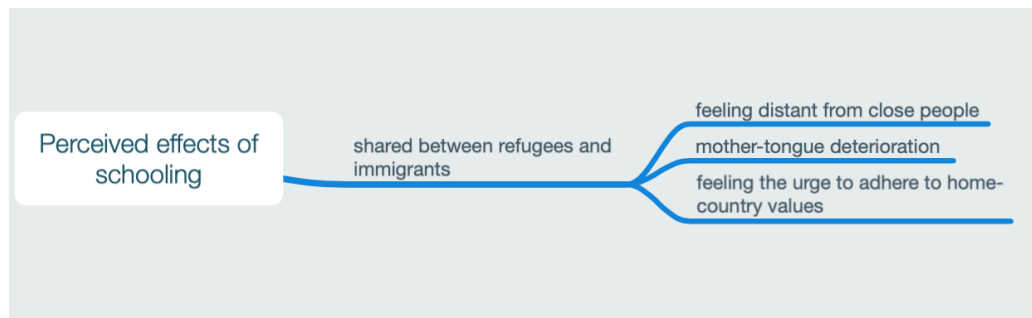 Perceived effects of
schooling
shared between refugees and
immigrants
feeling distant from close people
mother-tongue deterioration
feeling the urge to adhere to home-
country values